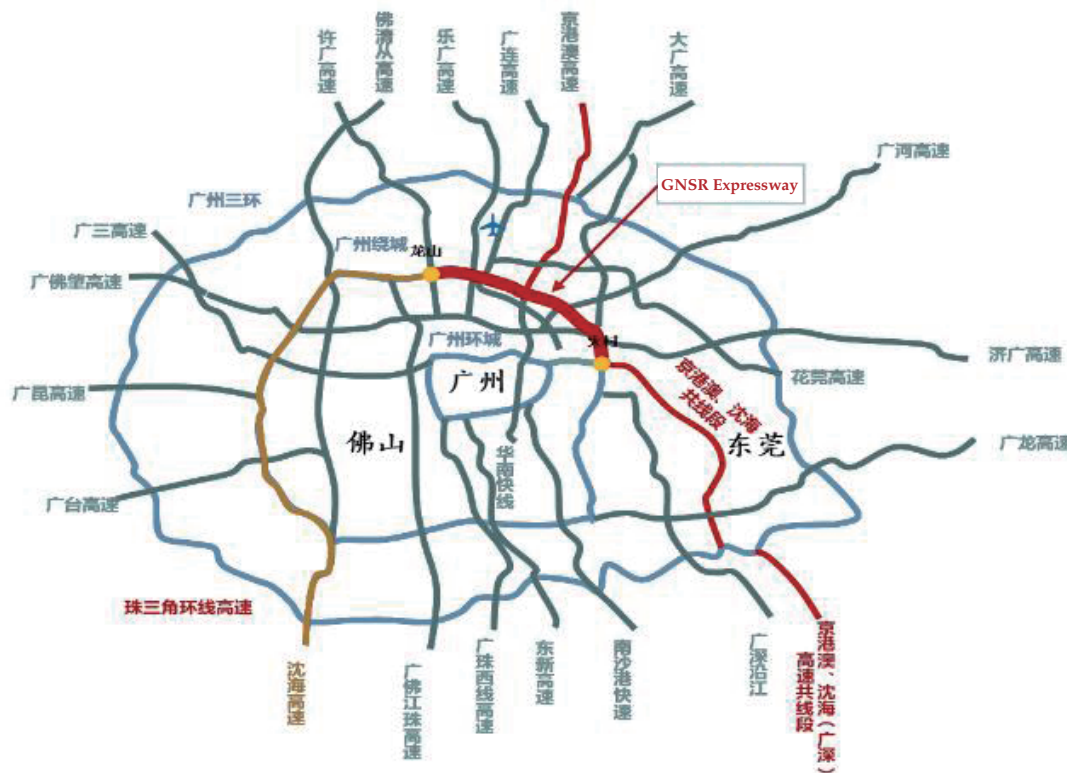 许广高速
佛清从高速
乐广高速
广连高速
京港澳高速
大广高速
广河高速
GNSR Expressway
广州三环
广三高速
广州绕城
龙山
广佛肇高速
广州环城
火村
济广高速
花莞高速
广昆高速
广州
京港澳、沈海
共线段
佛山
东莞
广龙高速
华南快线
广台高速
珠三角环线高速
沈海高速
广佛江珠高速
广珠西线高速
东新高速
南沙港快速
广深沿江
京港澳、沈海（广深）
高速共线段